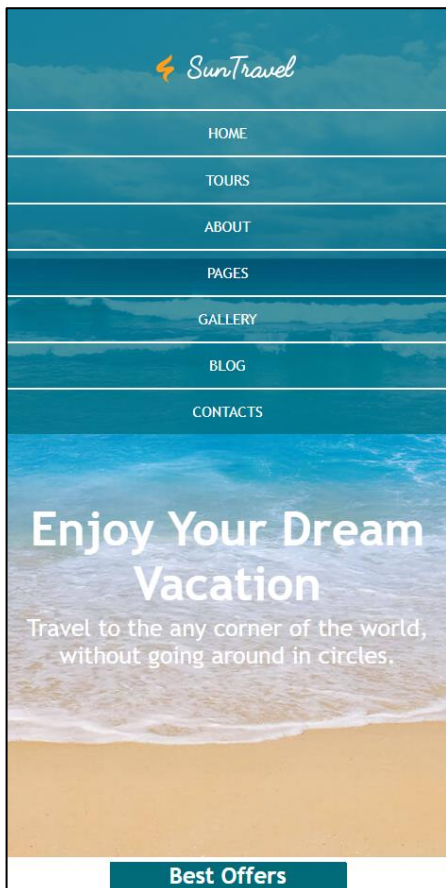 SunTravel
HOME
TOURS
ABOUT
PAGES
GALLERY
BLOG
CONTACTS
Enjoy Your Dream
Vacation
Travel to the any corner of the world,
without going around in circles.
Best Offers